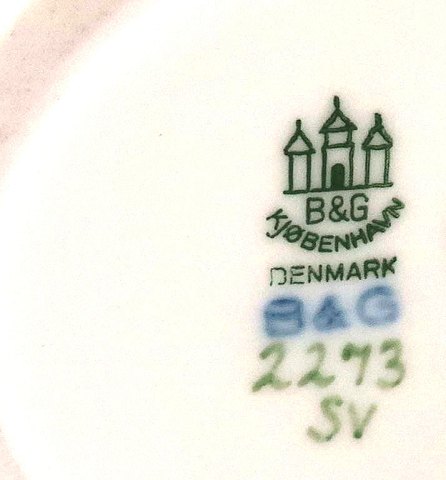 B&G
KJØBENHAVN
DENMARK
B&G
2273
SV